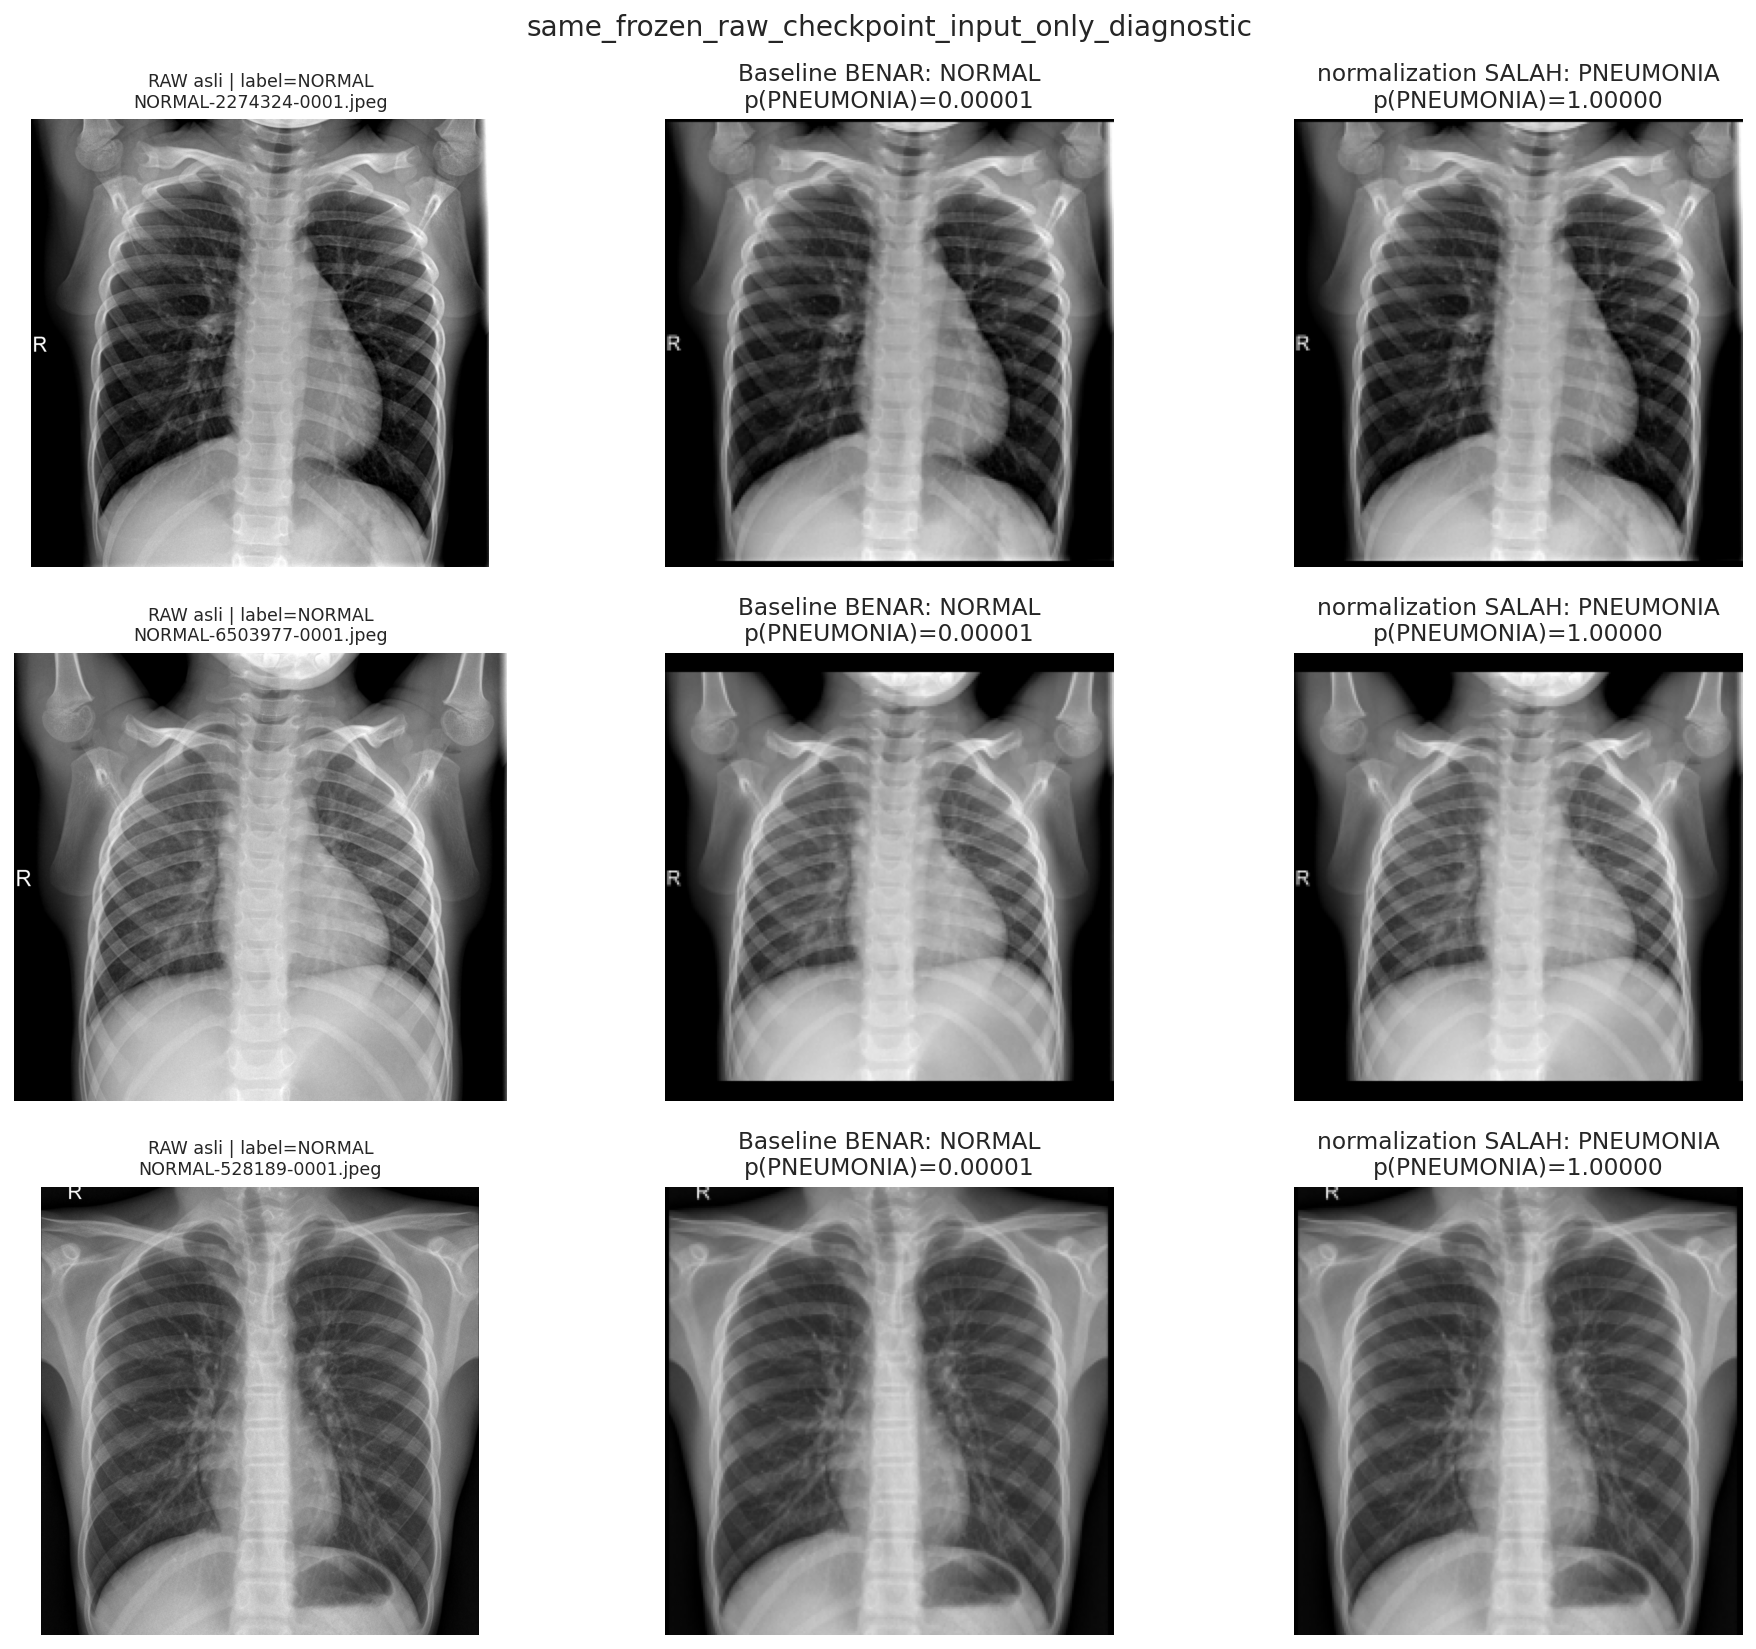 same_frozen_raw_checkpoint_input_only_diagnostic
RAW asli | label=NORMAL
NORMAL-2274324-0001.jpeg
Baseline BENAR: NORMAL
p(PNEUMONIA)=0.00001
normalization SALAH: PNEUMONIA
p(PNEUMONIA)=1.00000
R
R
R
RAW asli | label=NORMAL
NORMAL-6503977-0001.jpeg
Baseline BENAR: NORMAL
p(PNEUMONIA)=0.00001
normalization SALAH: PNEUMONIA
p(PNEUMONIA)=1.00000
R
R
R
RAW asli | label=NORMAL
NORMAL-528189-0001.jpeg
Baseline BENAR: NORMAL
p(PNEUMONIA)=0.00001
normalization SALAH: PNEUMONIA
p(PNEUMONIA)=1.00000
R
R
R